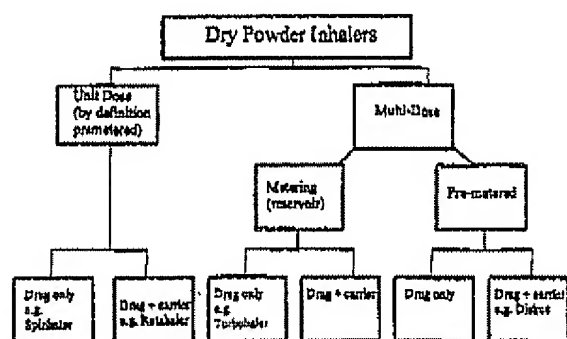 Dry Powder Inhalers
Unit Dose
(by definition
premetered)
Multi-Dose
Metering
(reservoir)
Pre-metered
Drug only
e.g.
Spinhaler
Drug + carrier
e.g. Rotahaler
Drug only
e.g.
Turbuhaler
Drug + carrier
Drug only
Drug + carrier
e.g. Diskus